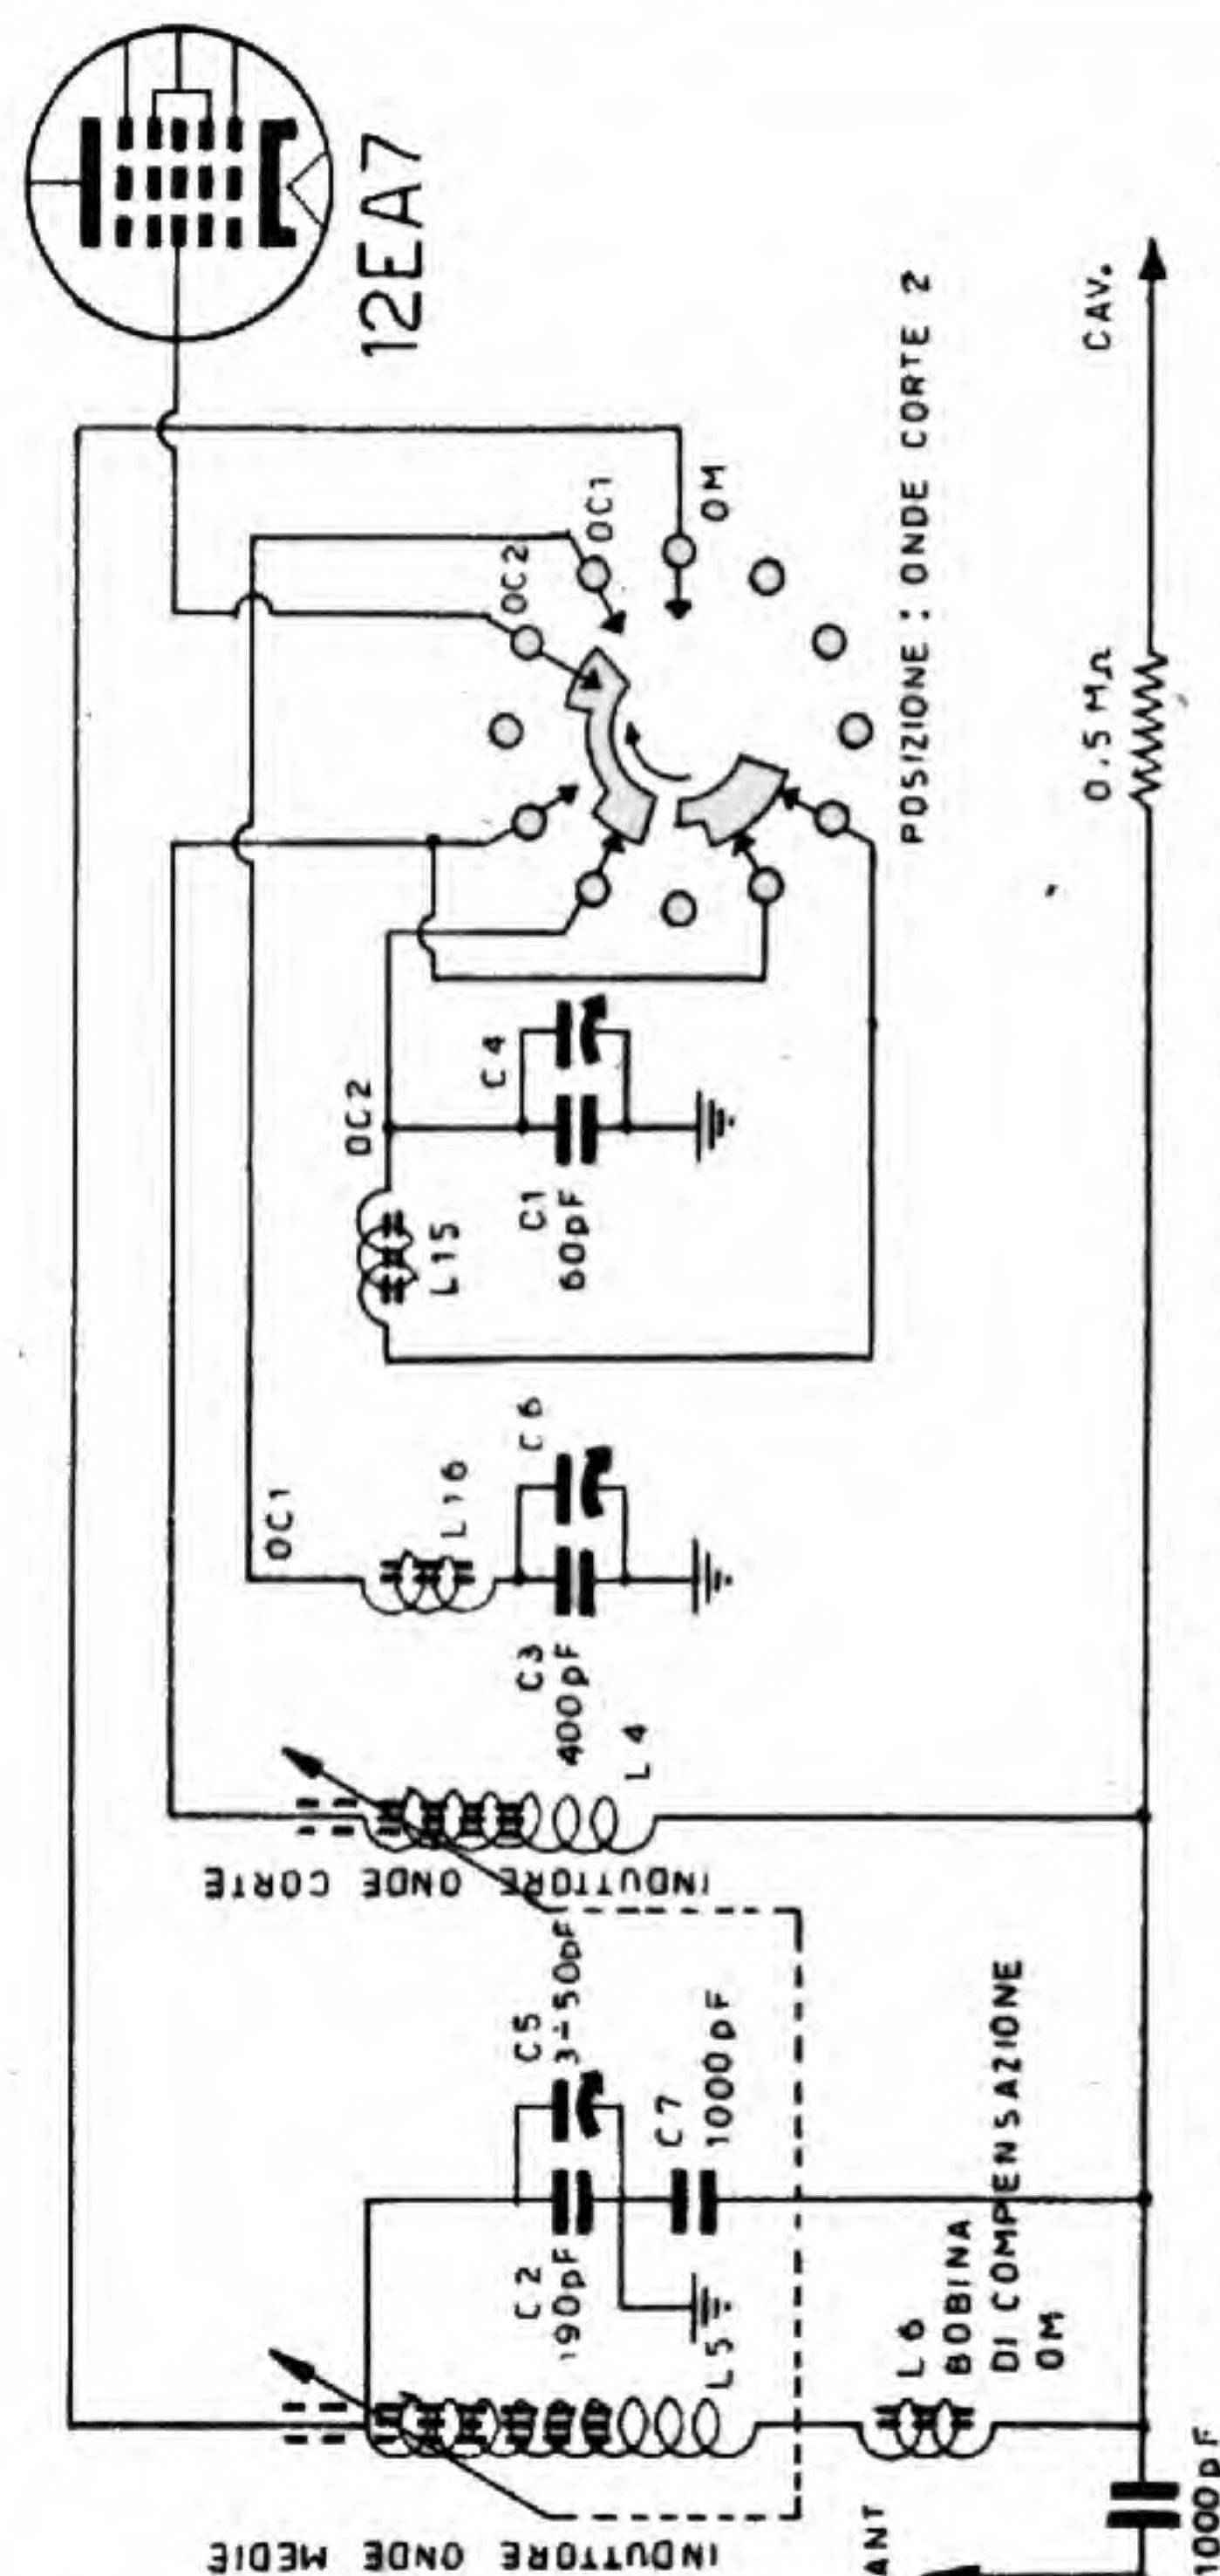 12EA7
OC2
OC1
OM
POSIZIONE : ONDE CORTE 2
CAV.
0.5 MΩ
OC2
C4
C1
60pF
L15
OC1
C6
L16
C3
400pF
L4
INDUTTORE ONDE CORTE
C5
3-50pF
C7
1000pF
C2
190pF
L5
L6
BOBINA
DI COMPENSAZIONE
OM
INDUTTORE ONDE MEDIE
ANT
1000pF